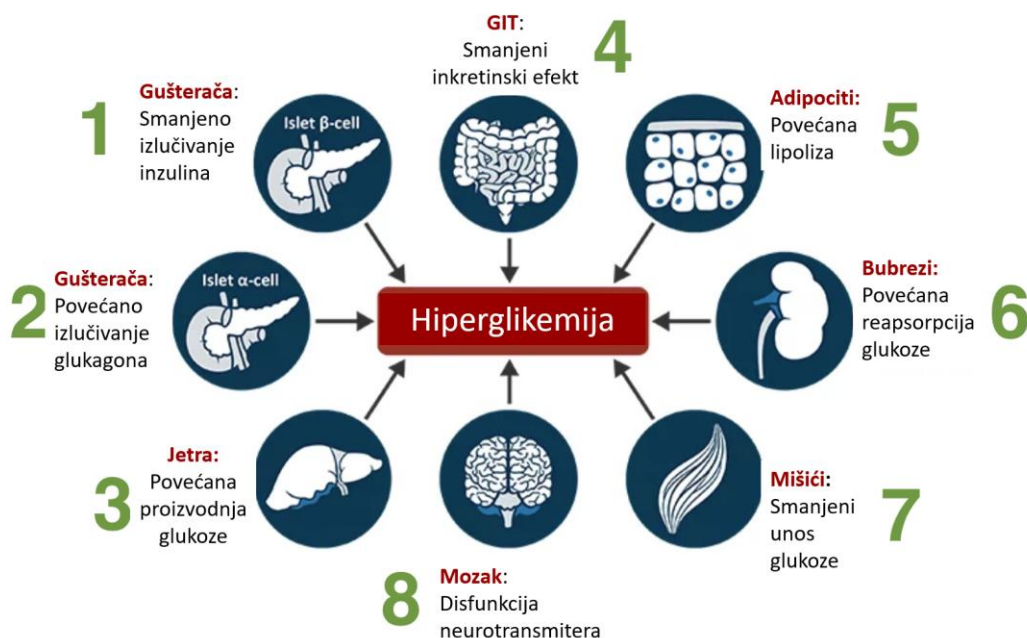 1
Gušterača:
Smanjeno
izlučivanje
inzulina
Islet β-cell
GIT:
Smanjeni
inkretinski efekt
4
Adipociti:
Povećana
lipoliza
5
2
Gušterača:
Povećano
izlučivanje
glukagona
Islet α-cell
Hiperglikemija
Bubrezi:
Povećana
reapsorpcija
glukoze
6
3
Jetra:
Povećana
proizvodnja
glukoze
8
Mozak:
Disfunkcija
neurotransmitera
Mišići:
Smanjeni
unos
glukoze
7